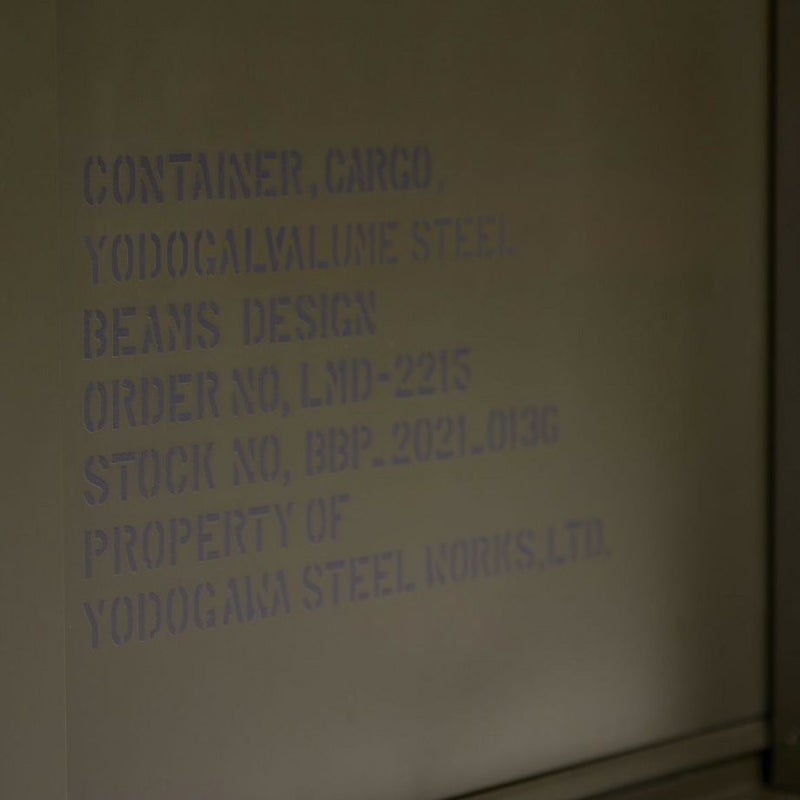 CONTAINER, CARGO,
YODOGALVALUME STEEL
BEAMS DESIGN
ORDER NO, LMD-2215
STOCK NO, BBP-2021-013G
PROPERTY OF
YODOGAWA STEEL WORKS,LTD.